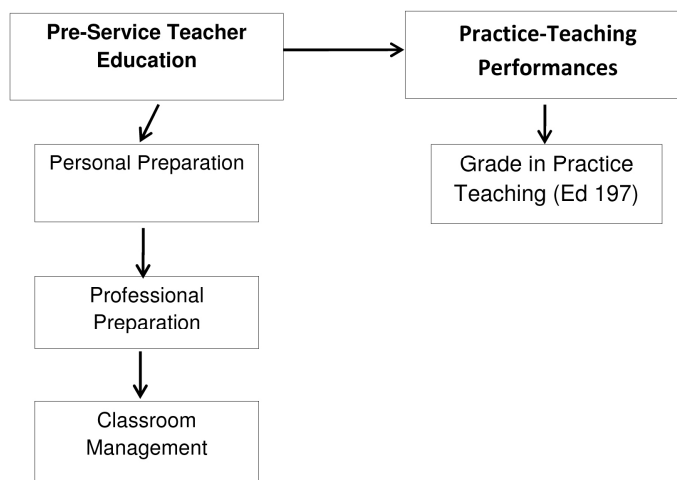 Pre-Service Teacher
Education
Practice-Teaching
Performances
Personal Preparation
Grade in Practice
Teaching (Ed 197)
Professional
Preparation
Classroom
Management